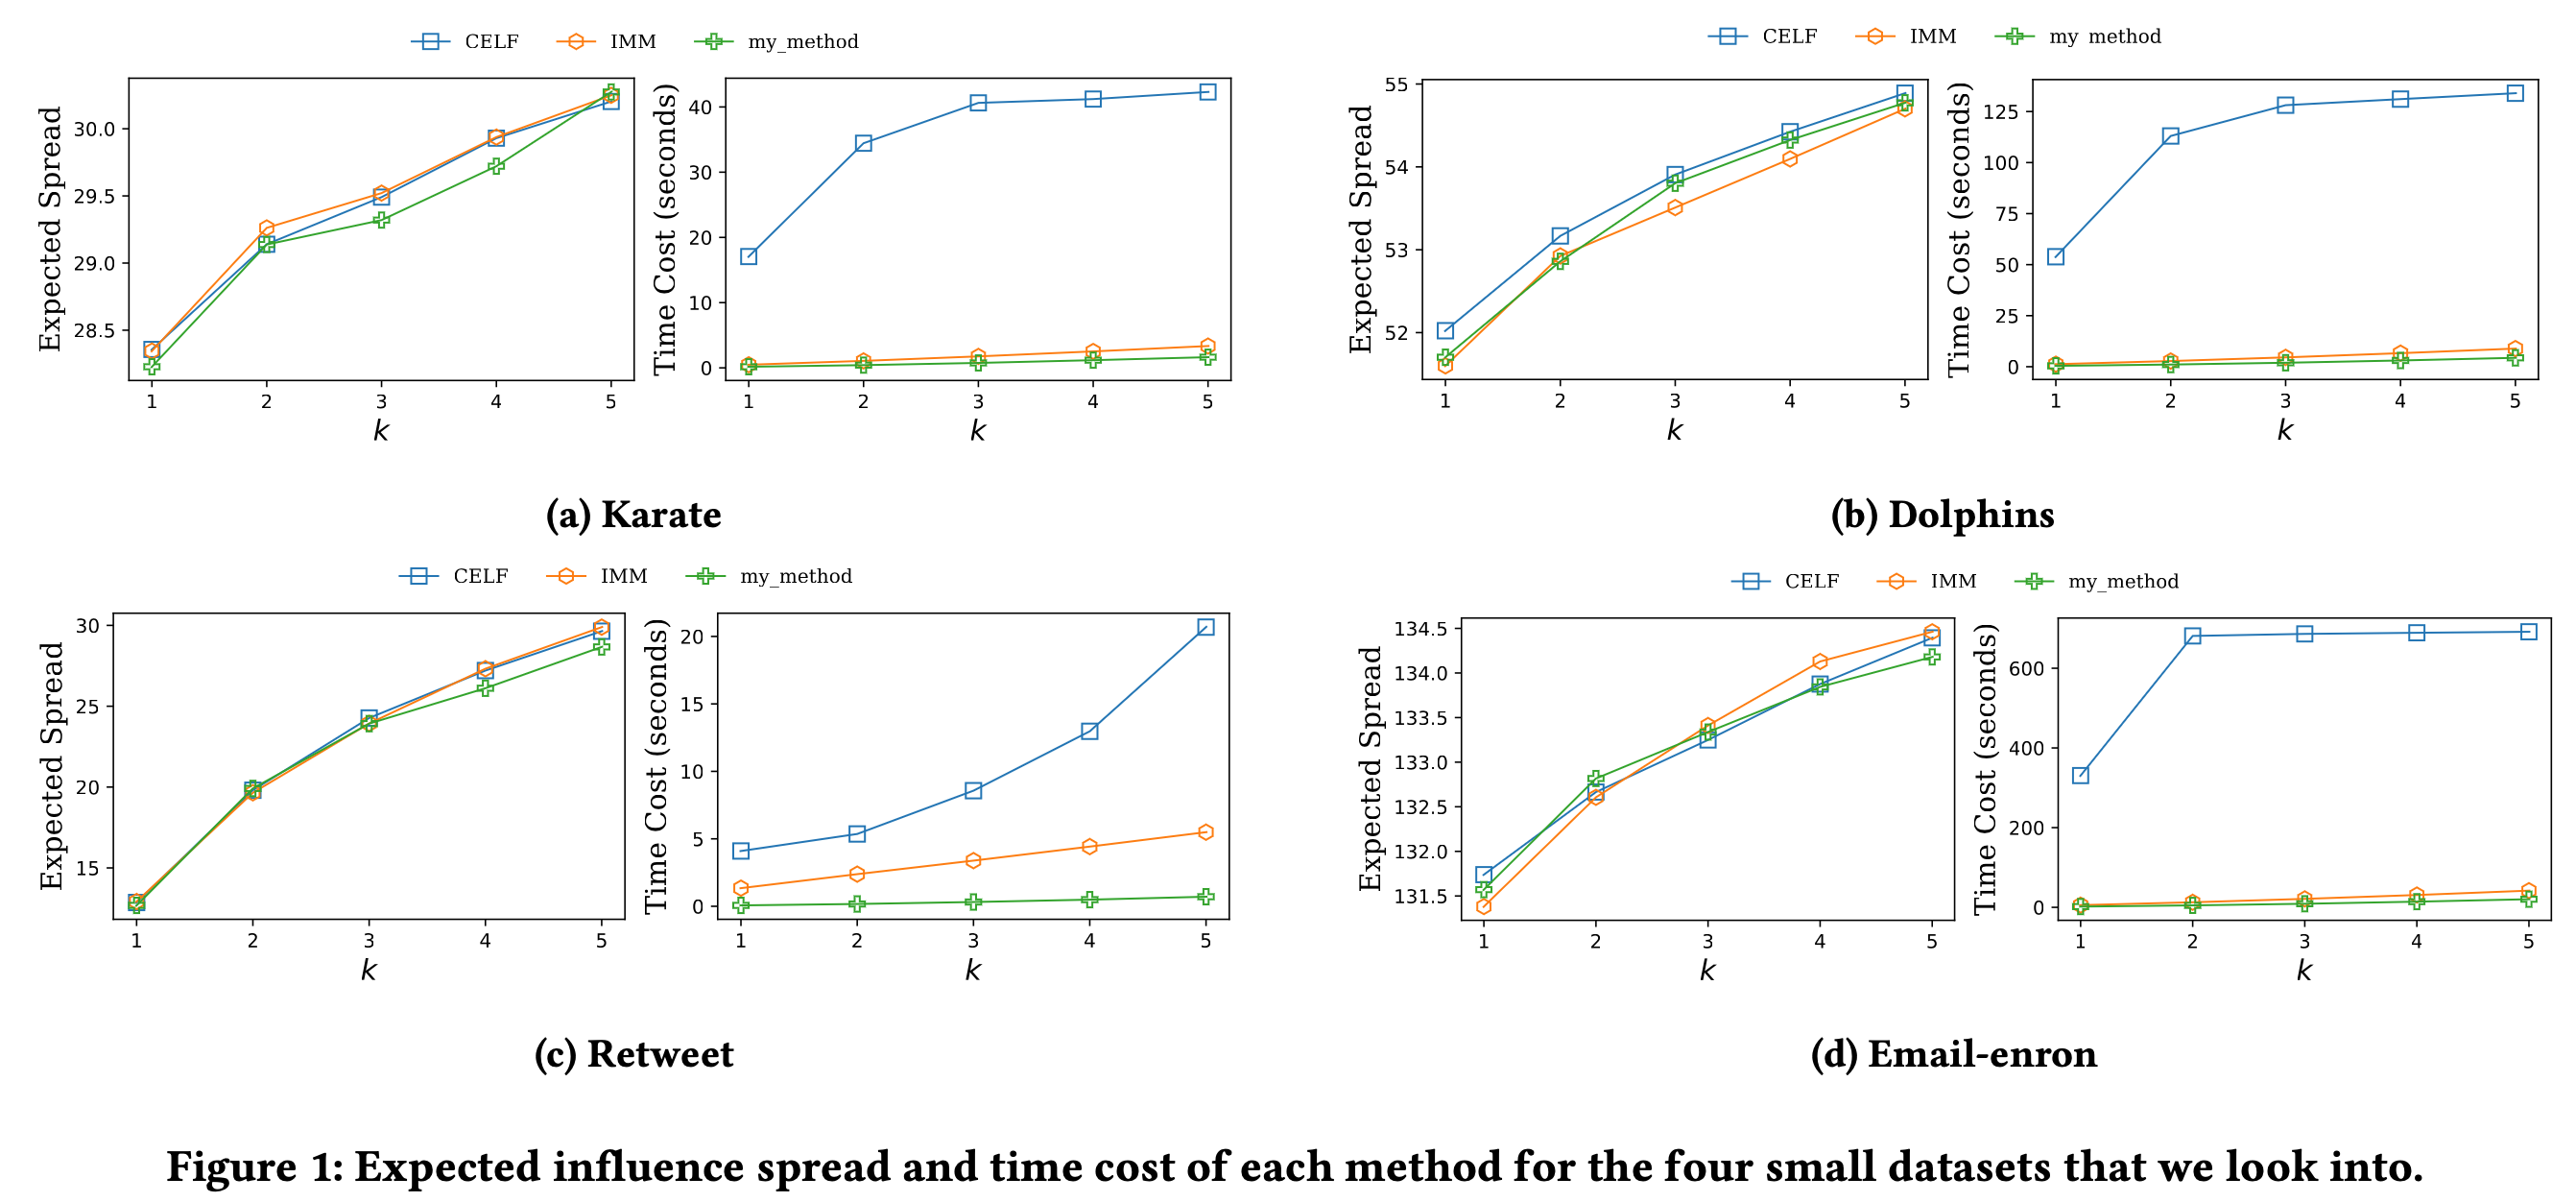 CELF IMM my_method
Expected Spread
30.0
29.5
29.0
28.5
1 2 3 4 5
k
Time Cost (seconds)
40
30
20
10
0
1 2 3 4 5
k
(a) Karate
CELF IMM my method
Expected Spread
55
54
53
52
1 2 3 4 5
k
Time Cost (seconds)
125
100
75
50
25
0
1 2 3 4 5
k
(b) Dolphins
CELF IMM my_method
Expected Spread
30
25
20
15
1 2 3 4 5
k
Time Cost (seconds)
20
15
10
5
0
1 2 3 4 5
k
(c) Retweet
CELF IMM my_method
Expected Spread
134.5
134.0
133.5
133.0
132.5
132.0
131.5
1 2 3 4 5
k
Time Cost (seconds)
600
400
200
0
1 2 3 4 5
k
(d) Email-enron
Figure 1: Expected influence spread and time cost of each method for the four small datasets that we look into.